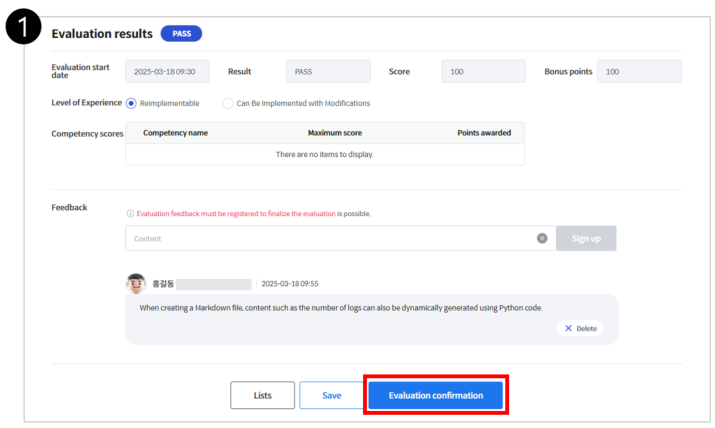 1
Evaluation results PASS
Evaluation start date 2025-03-18 09:30 Result PASS Score 100 Bonus points 100
Level of Experience Reimplementable Can Be Implemented with Modifications
Competency scores Competency name Maximum score Points awarded
There are no items to display.
Feedback
Evaluation feedback must be registered to finalize the evaluation is possible.
Content Sign up
홍길동 2025-03-18 09:55
When creating a Markdown file, content such as the number of logs can also be dynamically generated using Python code.
Delete
Lists Save Evaluation confirmation